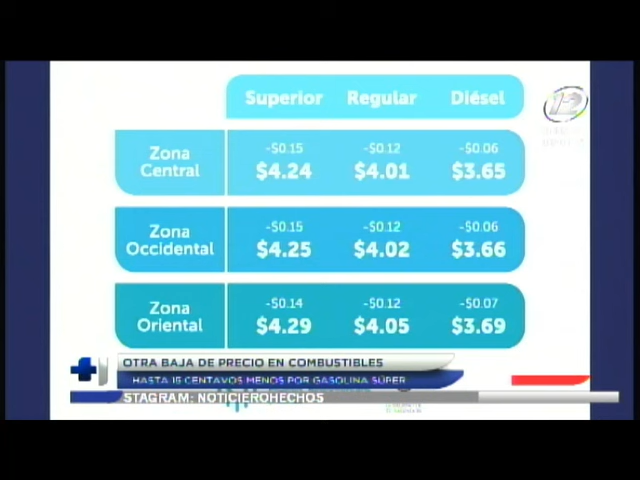 Superior Regular Diésel
12
Zona Central
-$0.15 -$0.12 -$0.06
$4.24 $4.01 $3.65
Zona Occidental
-$0.15 -$0.12 -$0.06
$4.25 $4.02 $3.66
Zona Oriental
-$0.14 -$0.12 -$0.07
$4.29 $4.05 $3.69
OTRA BAJA DE PRECIO EN COMBUSTIBLES
HASTA 15 CENTAVOS MENOS POR GASOLINA SÚPER
STAGRAM: NOTICIEROHECHOS